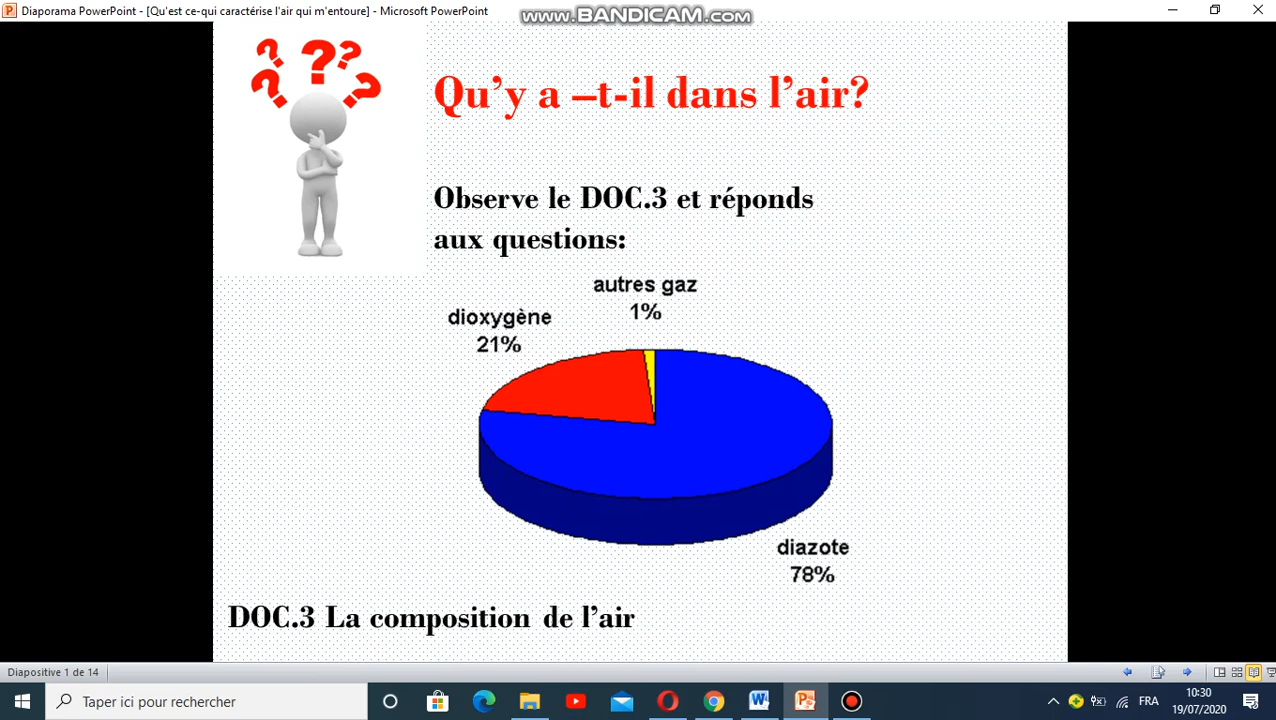 Diaporama PowerPoint - [Qu'est ce-qui caractérise l'air qui m'entoure] - Microsoft PowerPoint
www.BANDICAM.com
? ? ? ? ?
Qu'y a –t-il dans l'air?
Observe le DOC.3 et réponds
aux questions:
autres gaz
1%
dioxygène
21%
diazote
78%
DOC.3 La composition de l'air
Diapositive 1 de 14
Taper ici pour rechercher
FRA
10:30
19/07/2020